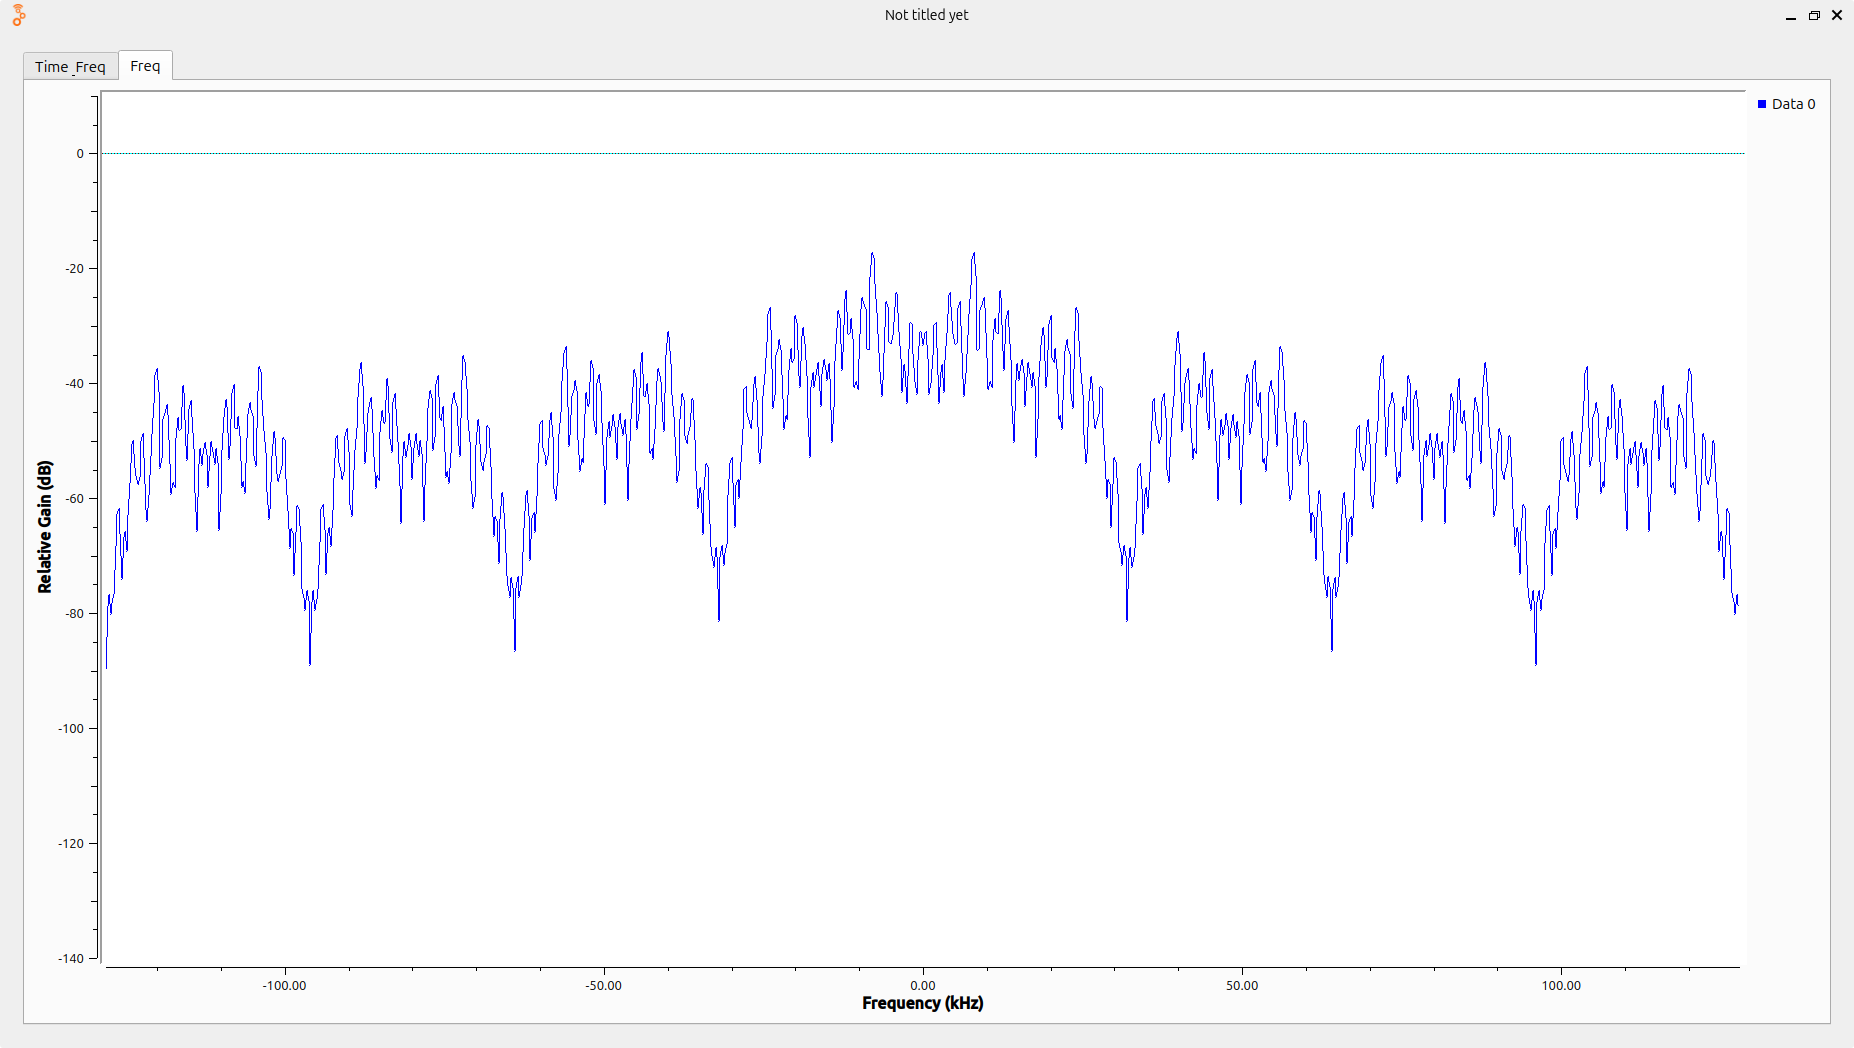 Not titled yet
Time_Freq
Freq
Data 0
0
-20
-40
-60
-80
-100
-120
-140
Relative Gain (dB)
-100.00
-50.00
0.00
50.00
100.00
Frequency (kHz)